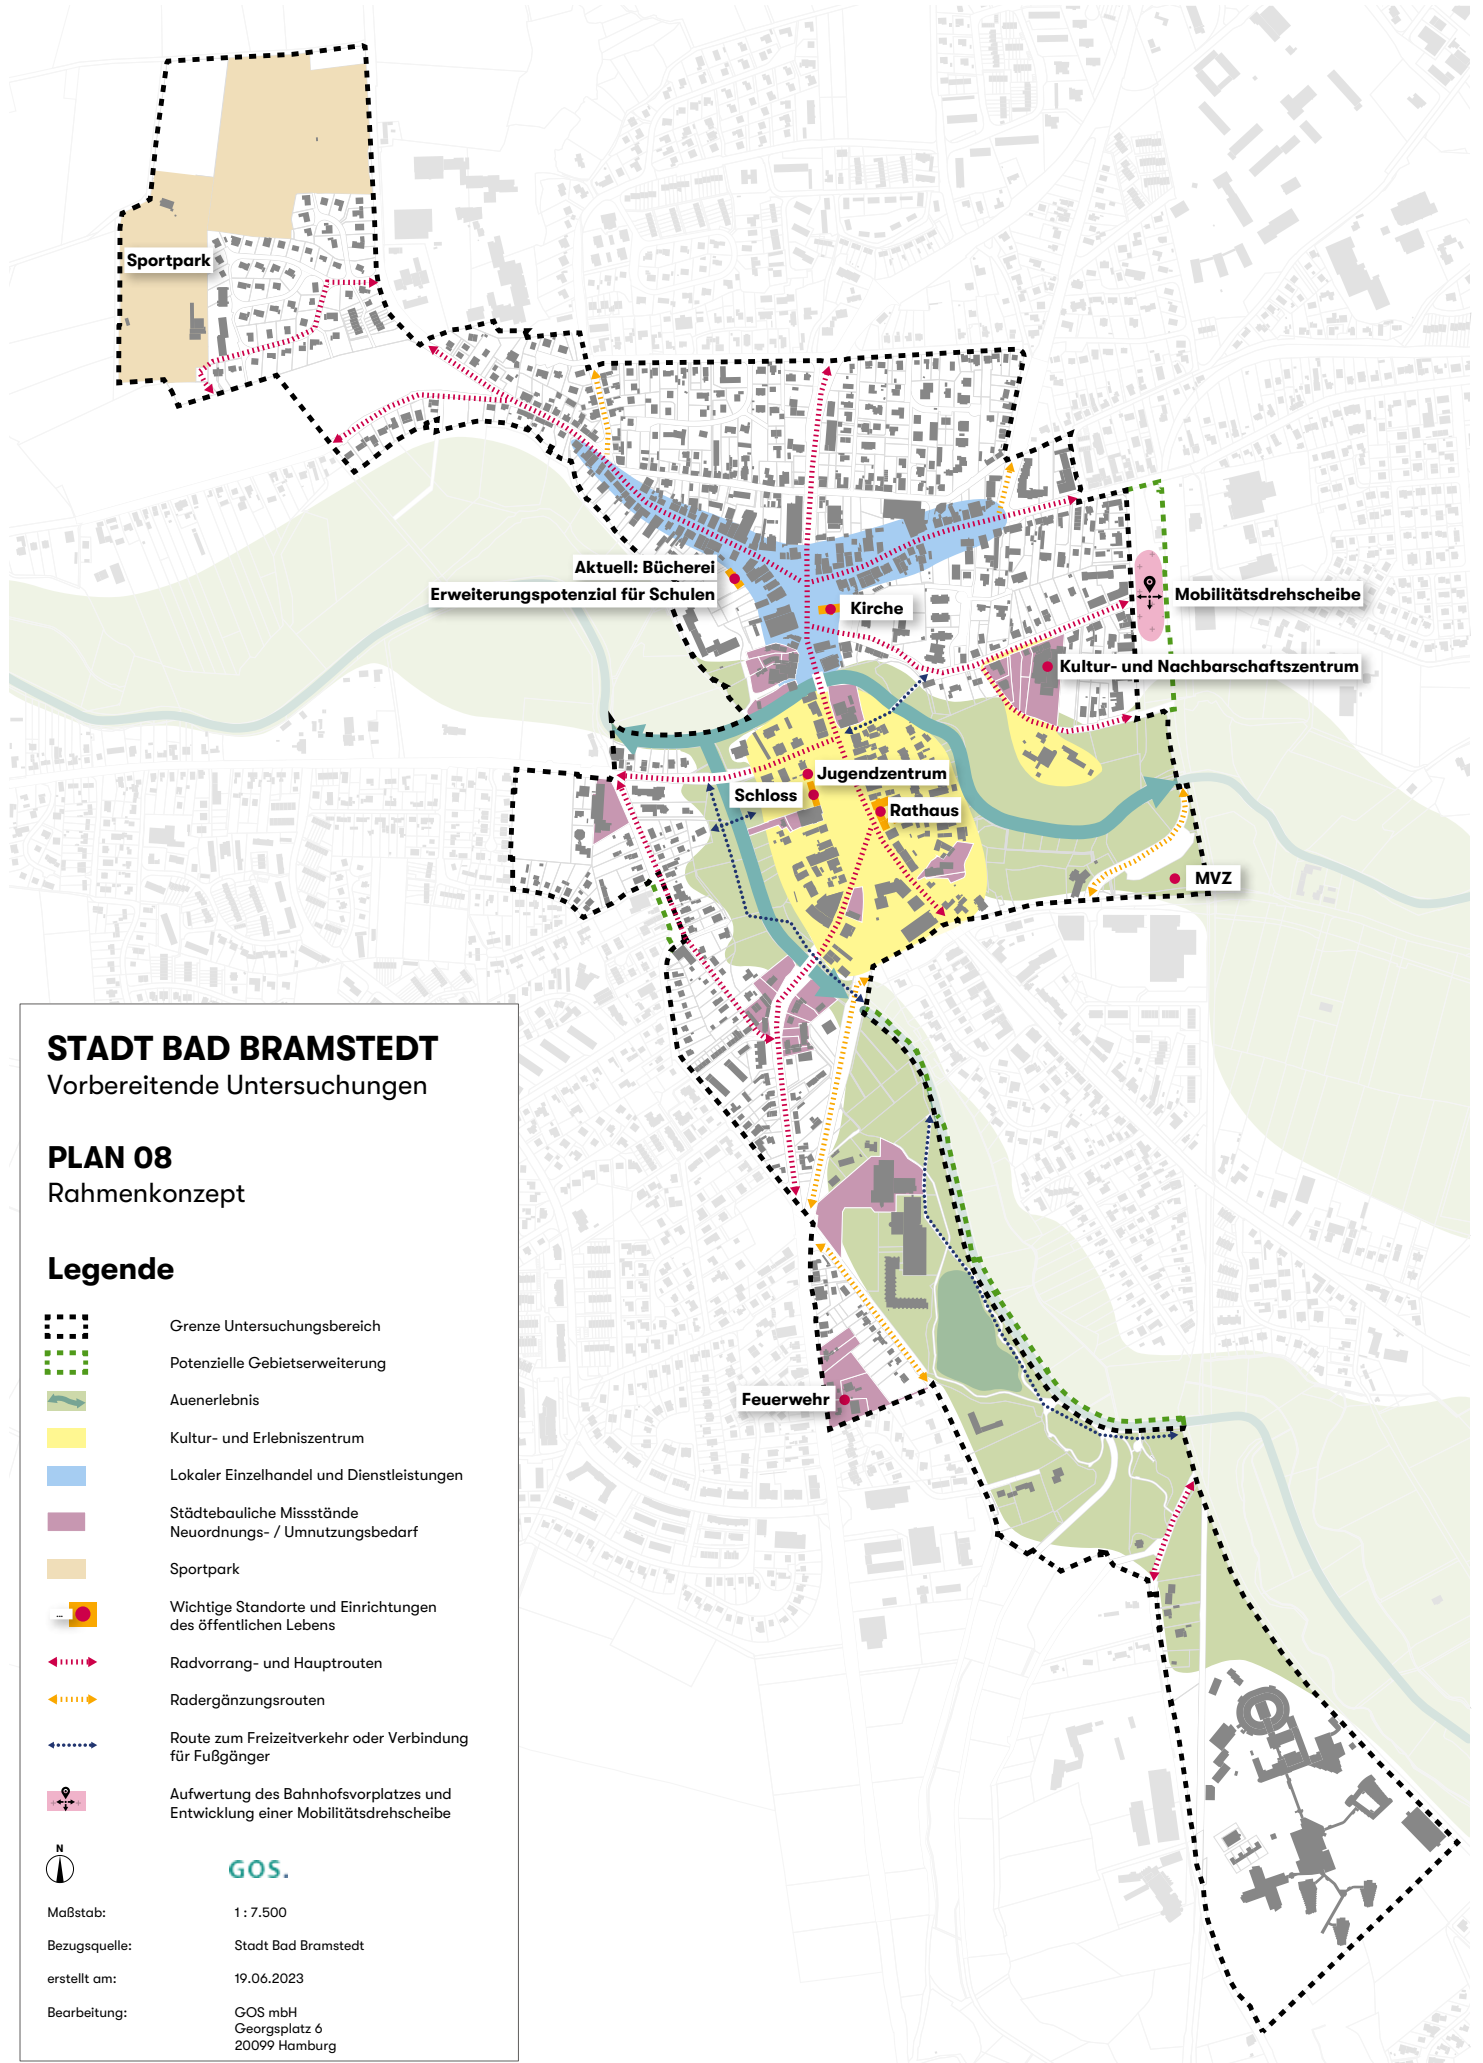 Sportpark
Aktuell: Bücherei
Erweiterungspotenzial für Schulen
Kirche
Mobilitätsdrehscheibe
Kultur- und Nachbarschaftszentrum
Jugendzentrum
Schloss
Rathaus
MVZ
Feuerwehr
STADT BAD BRAMSTEDT
Vorbereitende Untersuchungen
PLAN 08
Rahmenkonzept
Legende
Grenze Untersuchungsbereich
Potenzielle Gebietserweiterung
Auenerlebnis
Kultur- und Erlebniszentrum
Lokaler Einzelhandel und Dienstleistungen
Städtebauliche Missstände
Neuordnungs- / Umnutzungsbedarf
Sportpark
...
Wichtige Standorte und Einrichtungen
des öffentlichen Lebens
Radvorrang- und Hauptrouten
Radergänzungsrouten
Route zum Freizeitverkehr oder Verbindung
für Fußgänger
Aufwertung des Bahnhofsvorplatzes und
Entwicklung einer Mobilitätsdrehscheibe
N
GOS.
Maßstab: 1 : 7.500
Bezugsquelle: Stadt Bad Bramstedt
erstellt am: 19.06.2023
Bearbeitung: GOS mbH
Georgsplatz 6
20099 Hamburg